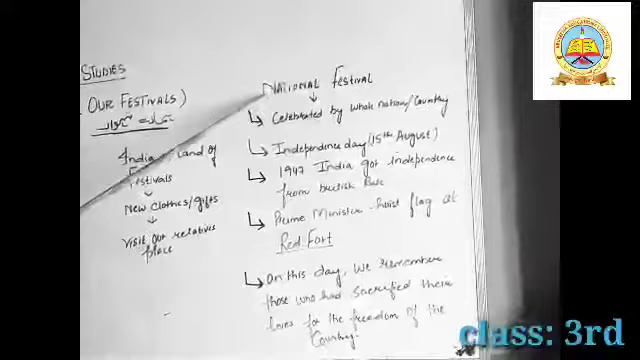 STUDIES
OUR FESTIVALS)
India Land of
Festivals
New Clothes/gifts
Visit our relatives
place
National Festival
Celebrated by whole nation/Country
Independence day (15th August)
1947 India got independence
from british Rule
Prime Minister hoist flag at
Red Fort
On this day, we remember
those who had sacrificed their
lives for the freedom of the
Country.
class: 3rd